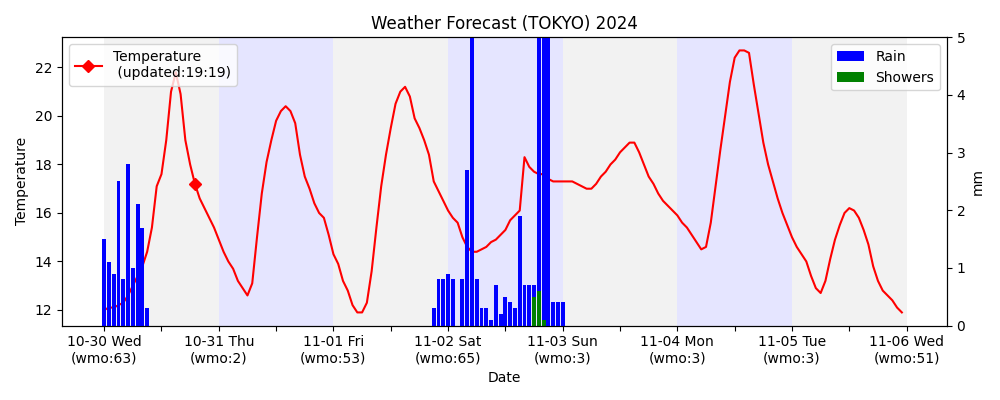 Weather Forecast (TOKYO) 2024
Temperature
(updated:19:19)
Rain
Showers
Temperature
22
20
18
16
14
12
5
4
3
2
1
0
mm
10-30 Wed
(wmo:63)
10-31 Thu
(wmo:2)
11-01 Fri
(wmo:53)
11-02 Sat
(wmo:65)
11-03 Sun
(wmo:3)
11-04 Mon
(wmo:3)
11-05 Tue
(wmo:3)
11-06 Wed
(wmo:51)
Date